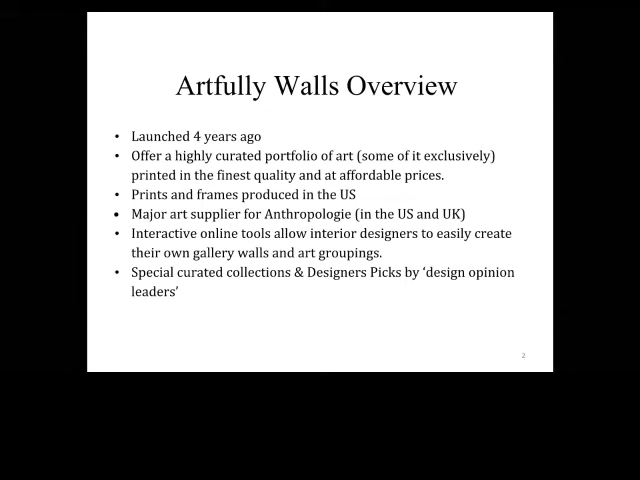 Artfully Walls Overview
• Launched 4 years ago
• Offer a highly curated portfolio of art (some of it exclusively)
printed in the finest quality and at affordable prices.
• Prints and frames produced in the US
• Major art supplier for Anthropologie (in the US and UK)
• Interactive online tools allow interior designers to easily create
their own gallery walls and art groupings.
• Special curated collections & Designers Picks by ‘design opinion
leaders’
2